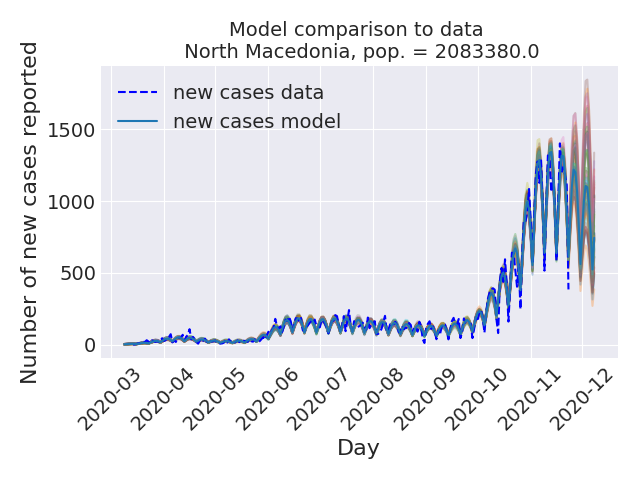 Model comparison to data
North Macedonia, pop. = 2083380.0
Number of new cases reported
new cases data
new cases model
1500
1000
500
0
2020-03
2020-04
2020-05
2020-06
2020-07
2020-08
2020-09
2020-10
2020-11
2020-12
Day